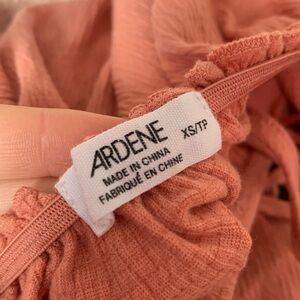 ARDENE
XS/TP
MADE IN CHINA
FABRIQUÉ EN CHINE